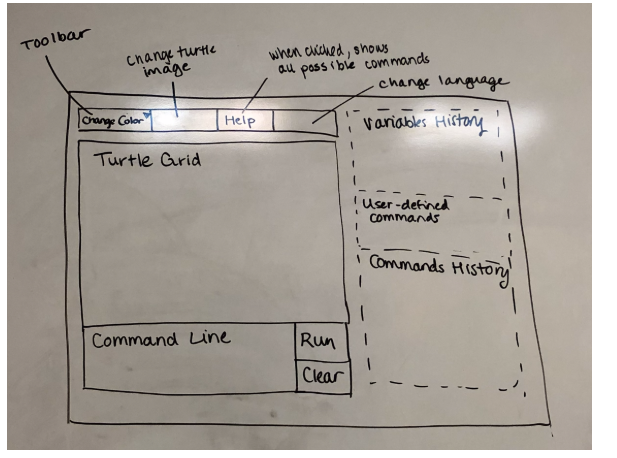 Toolbar
change turtle
image
when clicked, shows
all possible commands
change language
Change Color
Help
Variables History
Turtle Grid
User-defined
commands
Commands History
Command Line
Run
Clear